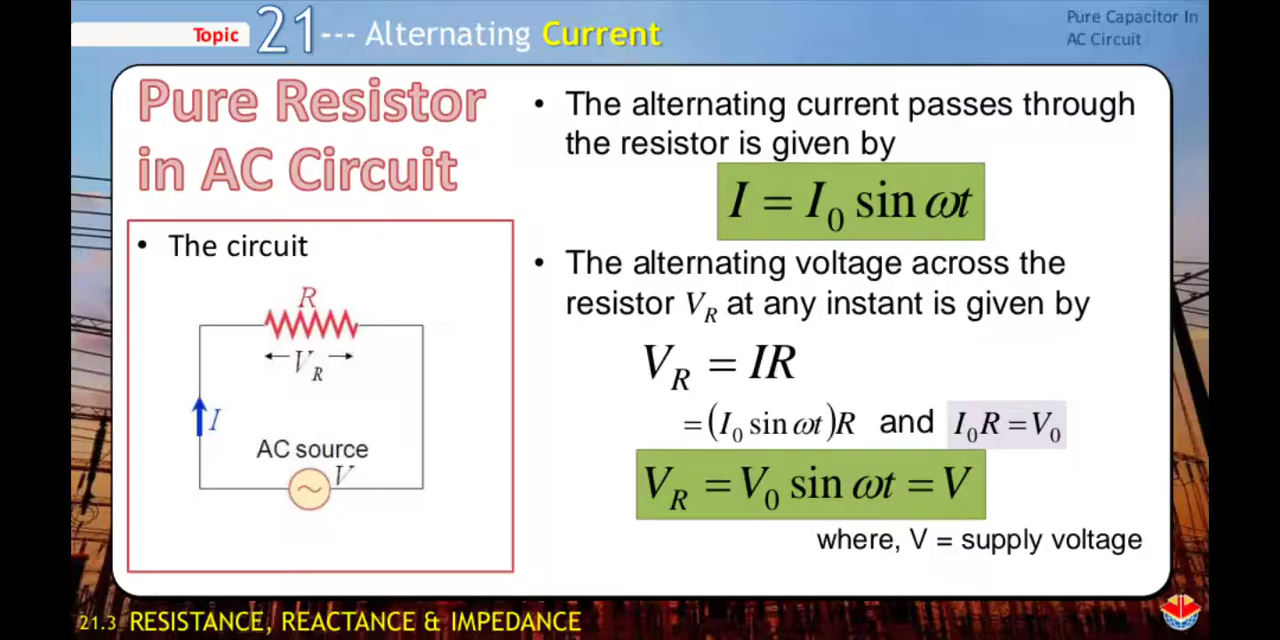 Topic 21 --- Alternating Current
Pure Capacitor In
AC Circuit
Pure Resistor
in AC Circuit
• The circuit
R
V_R
I
AC source
V
• The alternating current passes through
the resistor is given by
I = I₀ sin ωt
• The alternating voltage across the
resistor V_R at any instant is given by
V_R = IR
= (I₀ sin ωt)R and I₀R = V₀
V_R = V₀ sin ωt = V
where, V = supply voltage
21.3 RESISTANCE, REACTANCE & IMPEDANCE